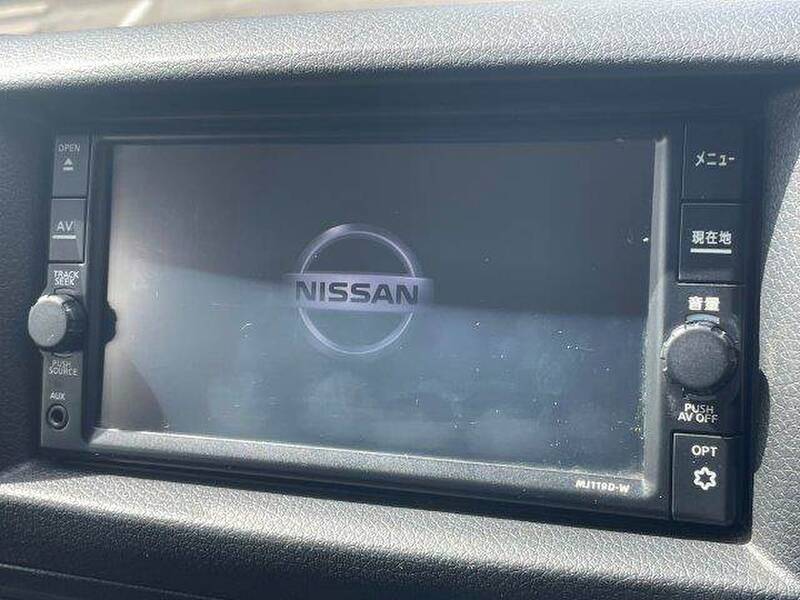 OPEN
AV
TRACK
SEEK
PUSH
SOURCE
AUX
NISSAN
MJ119D-W
メニュー
現在地
音量
PUSH
AV OFF
OPT